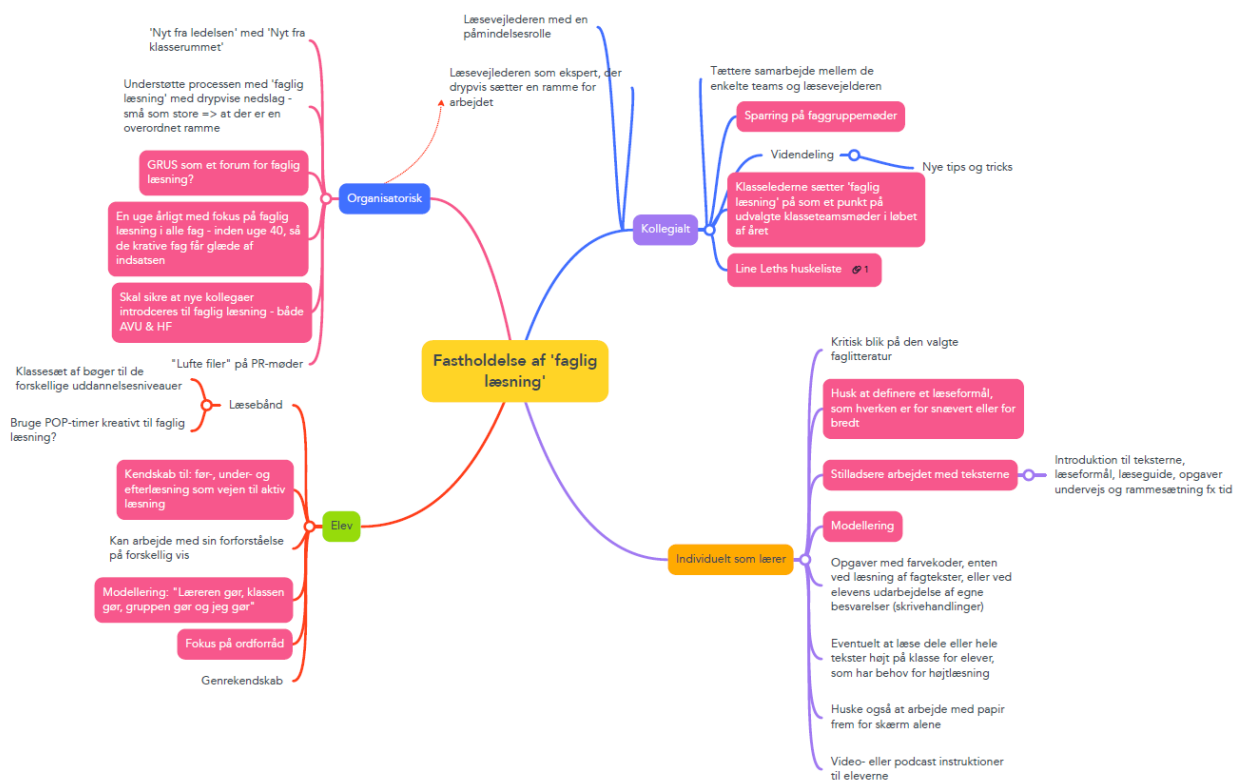 'Nyt fra ledelsen' med 'Nyt fra
klasserummet'
Understøtte processen med 'faglig
læsning' med drypvise nedslag -
små som store => at der er en
overordnet ramme
GRUS som et forum for faglig
læsning?
En uge årligt med fokus på faglig
læsning i alle fag - inden uge 40, så
de krative fag får glæde af
indsatsen
Skal sikre at nye kollegaer
introdceres til faglig læsning - både
AVU & HF
"Lufte filer" på PR-møder
Organisatorisk
Læsevejlederen med en
påmindelsesrolle
Læsevejlederen som ekspert, der
drypvis sætter en ramme for
arbejdet
Tættere samarbejde mellem de
enkelte teams og læsevejelderen
Sparring på faggruppemøder
Videndeling
Nye tips og tricks
Klasselederne sætter 'faglig
læsning' på som et punkt på
udvalgte klasseteamsmøder i løbet
af året
Line Leths huskeliste 1
Kollegialt
Fastholdelse af 'faglig
læsning'
Klassesæt af bøger til de
forskellige uddannelsesniveauer
Bruge POP-timer kreativt til faglig
læsning?
Læsebånd
Kendskab til: før-, under- og
efterlæsning som vejen til aktiv
læsning
Kan arbejde med sin forforståelse
på forskellig vis
Modellering: "Læreren gør, klassen
gør, gruppen gør og jeg gør"
Fokus på ordforråd
Genrekendskab
Elev
Individuelt som lærer
Kritisk blik på den valgte
faglitteratur
Husk at definere et læseformål,
som hverken er for snævert eller for
bredt
Stilladsere arbejdet med teksterne
Introduktion til teksterne,
læseformål, læseguide, opgaver
undervejs og rammesætning fx tid
Modellering
Opgaver med farvekoder, enten
ved læsning af fagtekster, eller ved
elevens udarbejdelse af egne
besvarelser (skrivehandlinger)
Eventuelt at læse dele eller hele
tekster højt på klasse for elever,
som har behov for højtlæsning
Huske også at arbejde med papir
frem for skærm alene
Video- eller podcast instruktioner
til eleverne